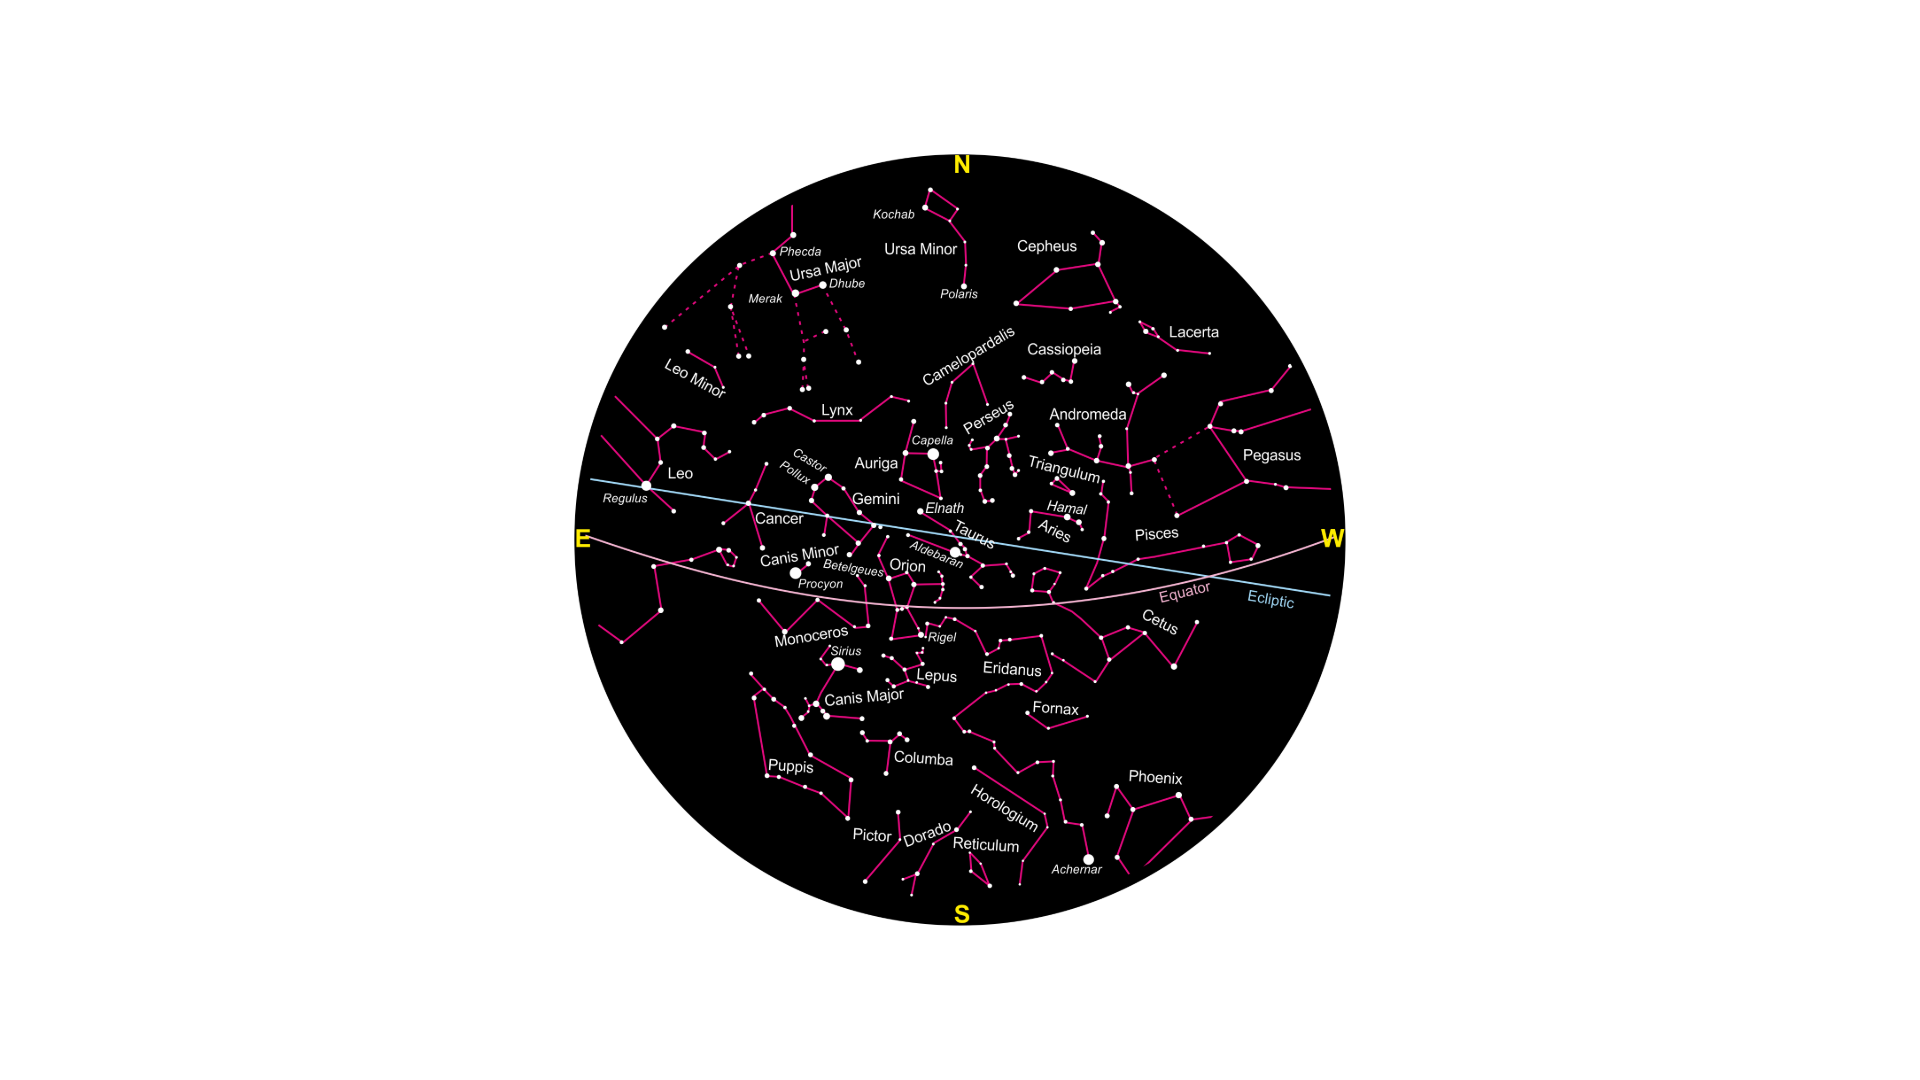 N
Kochab
Ursa Minor
Cepheus
Phecda
Ursa Major
Dhube
Merak
Polaris
Lacerta
Cassiopeia
Camelopardalis
Leo Minor
Lynx
Perseus
Andromeda
Capella
Auriga
Castor
Pollux
Triangulum
Pegasus
Leo
Regulus
Gemini
Elnath
Hamal
Cancer
Taurus
Aries
Pisces
E
W
Canis Minor
Aldebaran
Betelgeues
Orion
Procyon
Equator
Ecliptic
Cetus
Monoceros
Rigel
Sirius
Eridanus
Lepus
Canis Major
Fornax
Columba
Puppis
Phoenix
Horologium
Pictor
Dorado
Reticulum
Achernar
S